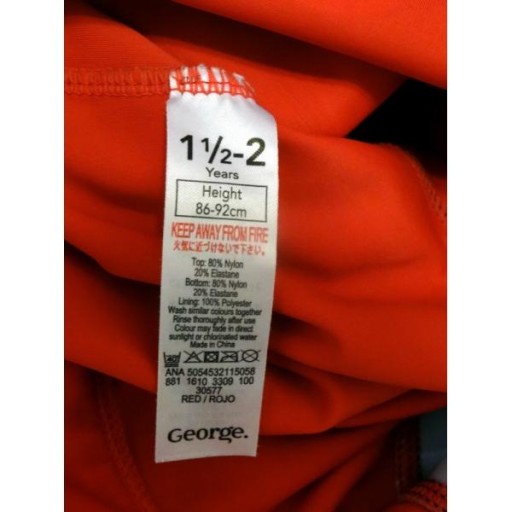 1½-2
Years
Height
86-92cm
KEEP AWAY FROM FIRE
火気に近づけないで下さい。
Top: 80% Nylon
20% Elastane
Bottom: 80% Nylon
20% Elastane
Lining: 100% Polyester
Wash similar colours together
Rinse thoroughly after use
Colour may fade in direct
sunlight or chlorinated water
Made in China
ANA 5054532115058
881 1610 3309 100
30577
RED / ROJO
George.